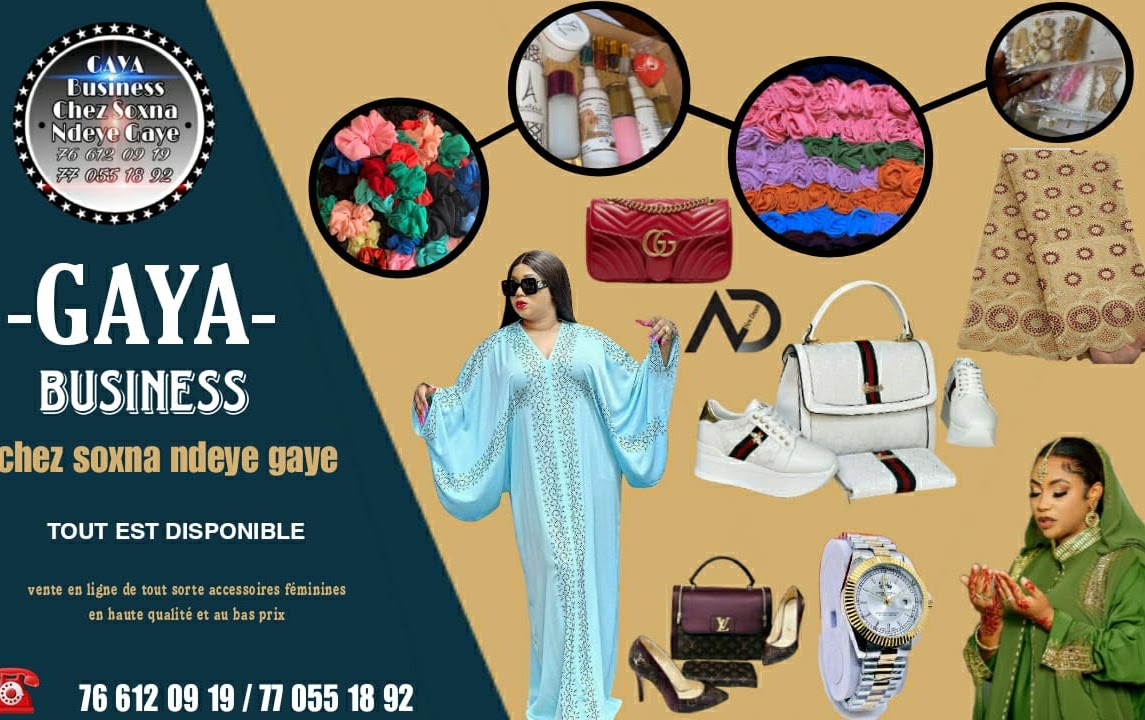 GAYA
Business
Chez Soxna
Ndeye Gaye
76 612 09 19
77 055 18 92
-GAYA-
BUSINESS
chez soxna ndeye gaye
TOUT EST DISPONIBLE
vente en ligne de tout sorte accessoires féminines
en haute qualité et au bas prix
76 612 09 19 / 77 055 18 92
AD